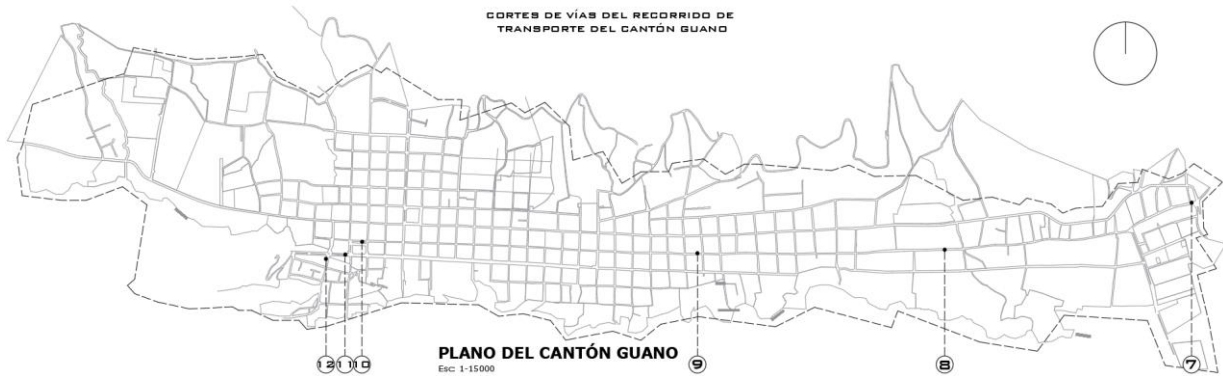 CORTES DE VÍAS DEL RECORRIDO DE
TRANSPORTE DEL CANTÓN GUANO
12 11 10 9 8 7
PLANO DEL CANTÓN GUANO
Esc: 1-15000